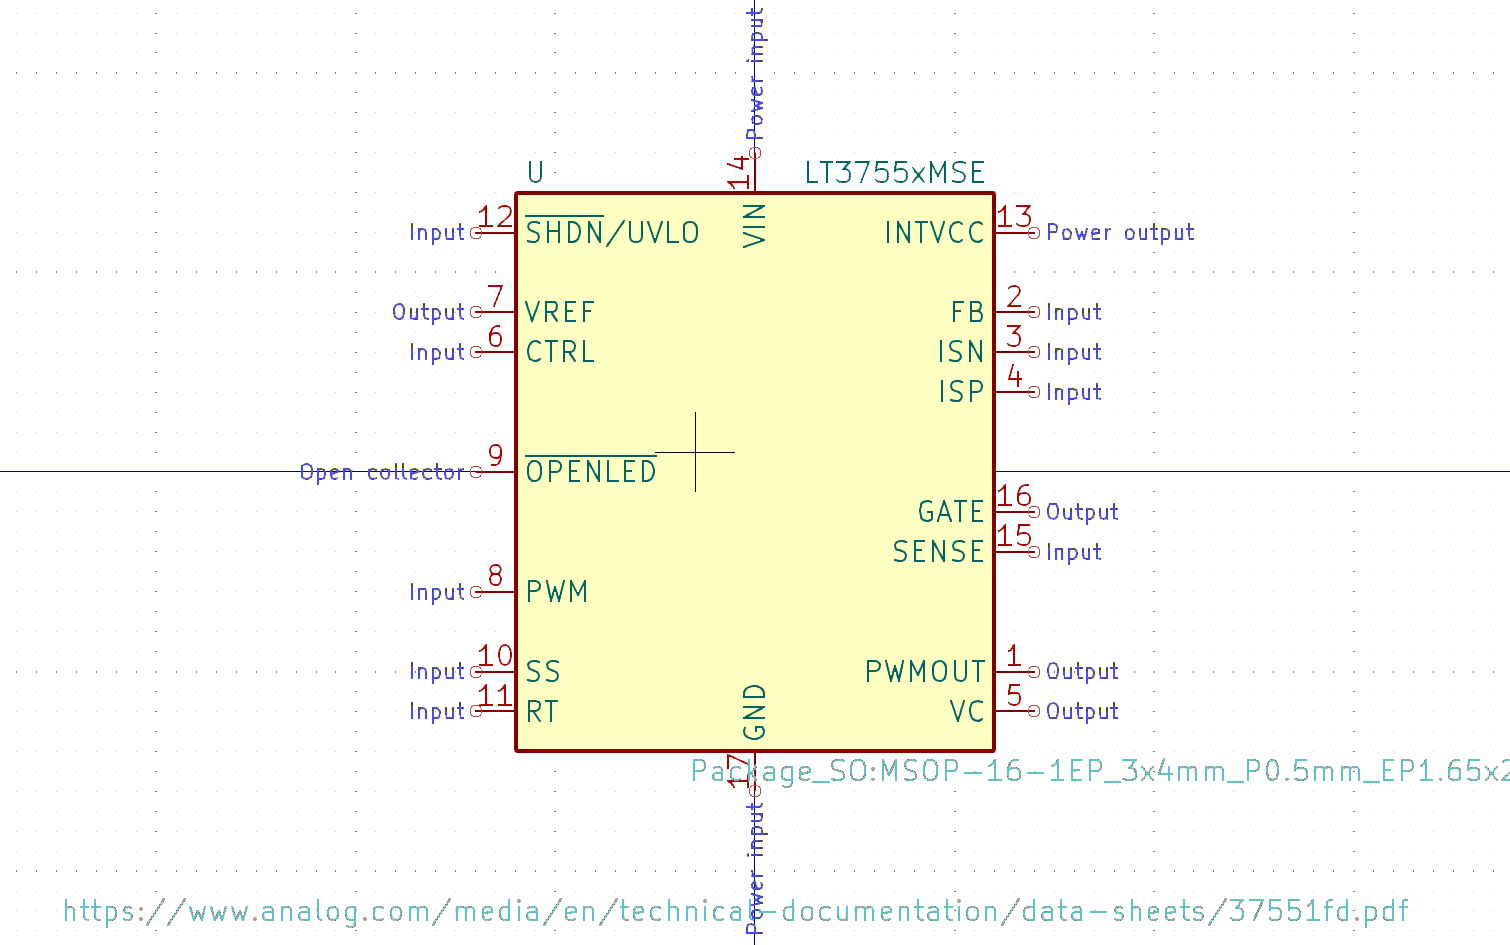 Power input
14
U
LT3755xMSE
Input 12 SHDN/UVLO
VIN
INTVCC 13 Power output
Output 7 VREF
FB 2 Input
Input 6 CTRL
ISN 3 Input
ISP 4 Input
Open collector 9 OPENLED
GATE 16 Output
SENSE 15 Input
Input 8 PWM
Input 10 SS
PWMOUT 1 Output
Input 11 RT
GND
VC 5 Output
17
Package_SO:MSOP-16-1EP_3x4mm_P0.5mm_EP1.65x2
Power input
https://www.analog.com/media/en/technical-documentation/data-sheets/37551fd.pdf